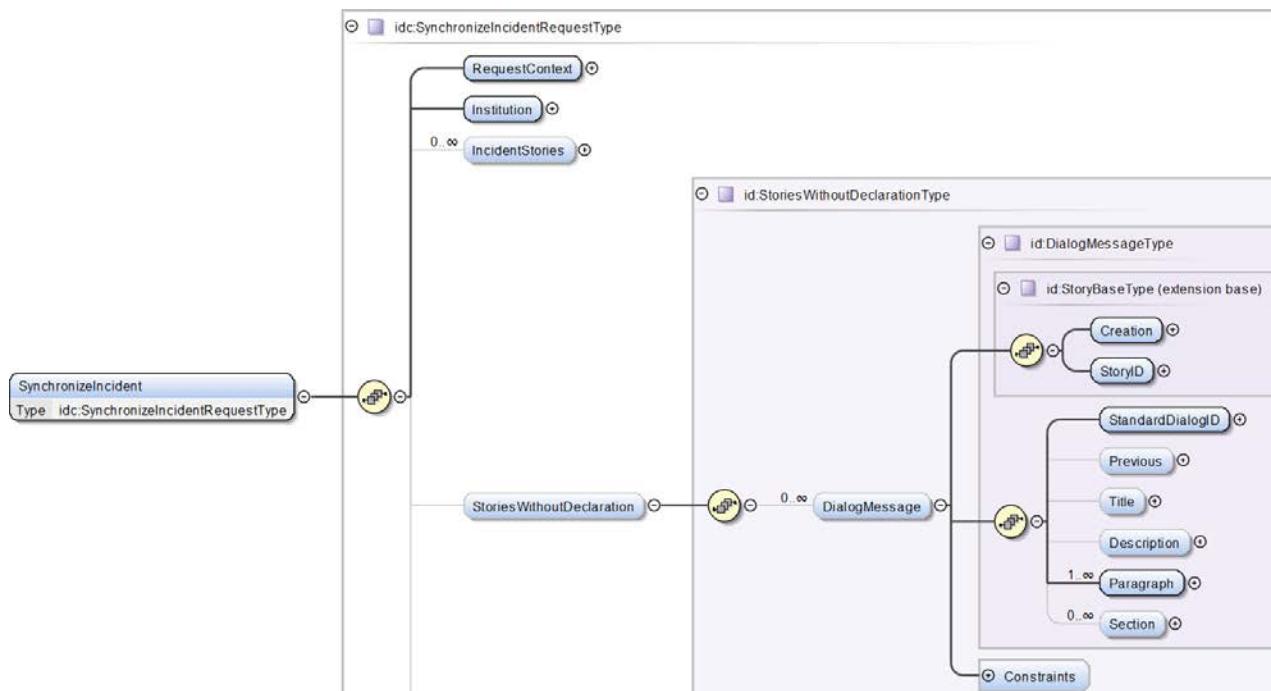 idc:SynchronizeIncidentRequestType
RequestContext
Institution
0..∞
IncidentStories
id:StoriesWithoutDeclarationType
id:DialogMessageType
id:StoryBaseType (extension base)
Creation
StoryID
SynchronizeIncident
Type idc:SynchronizeIncidentRequestType
StandardDialogID
Previous
Title
StoriesWithoutDeclaration
0..∞
DialogMessage
Description
1..∞
Paragraph
0..∞
Section
Constraints